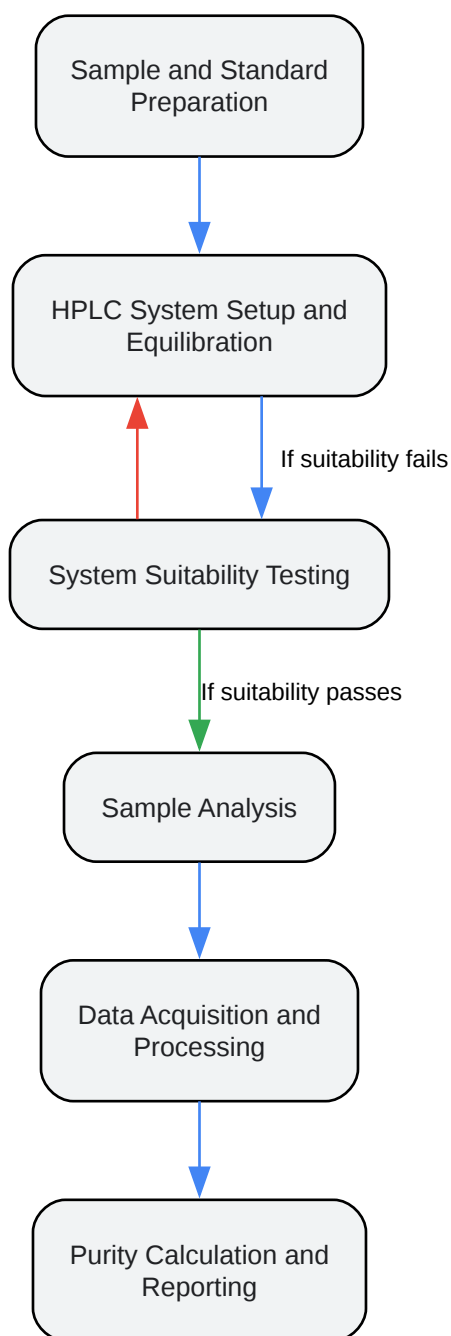 Sample and Standard
Preparation
HPLC System Setup and
Equilibration
If suitability fails
System Suitability Testing
If suitability passes
Sample Analysis
Data Acquisition and
Processing
Purity Calculation and
Reporting